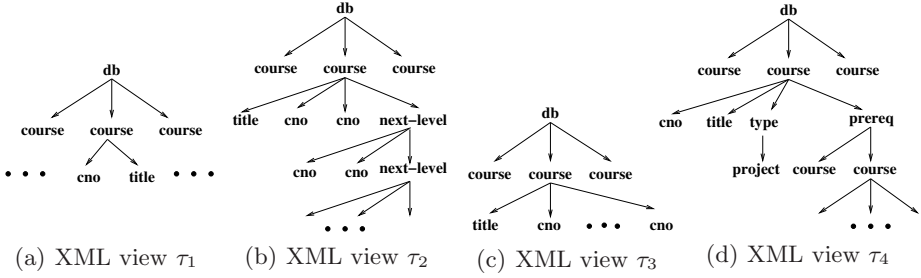 db
course course course
cno title
• • • • • •
(a) XML view τ1
db
course course course
title cno cno next-level
cno cno next-level
• • •
(b) XML view τ2
db
course course course
title cno • • • cno
(c) XML view τ3
db
course course course
cno title type prereq
project course course
• • •
(d) XML view τ4